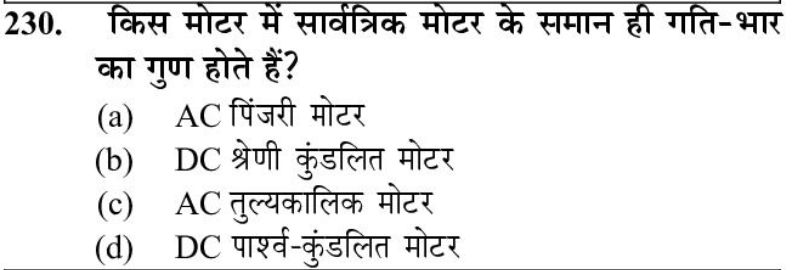 230. किस मोटर में सार्वत्रिक मोटर के समान ही गति-भार
का गुण होते हैं?
(a) AC पिंजरी मोटर
(b) DC श्रेणी कुंडलित मोटर
(c) AC तुल्यकालिक मोटर
(d) DC पार्श्व-कुंडलित मोटर